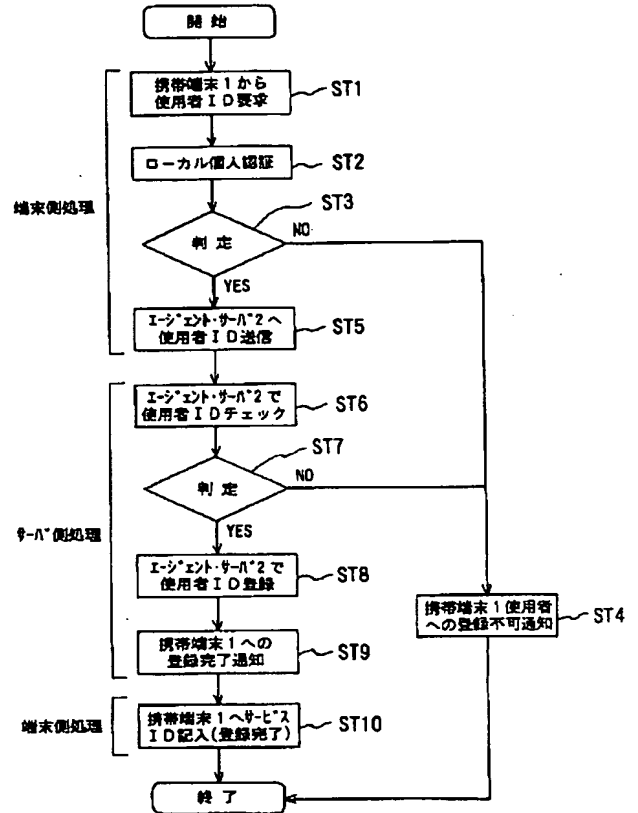 開始
携帯端末1から
使用者ID要求
ST1
ローカル個人認証
ST2
端末側処理
ST3
判定
NO
YES
エージェント・サーバ2へ
使用者ID送信
ST5
エージェント・サーバ2で
使用者IDチェック
ST6
ST7
判定
NO
YES
サーバ側処理
エージェント・サーバ2で
使用者ID登録
ST8
携帯端末1使用者
への登録不可通知
ST4
携帯端末1への
登録完了通知
ST9
端末側処理
携帯端末1へサービス
ID記入(登録完了)
ST10
終了